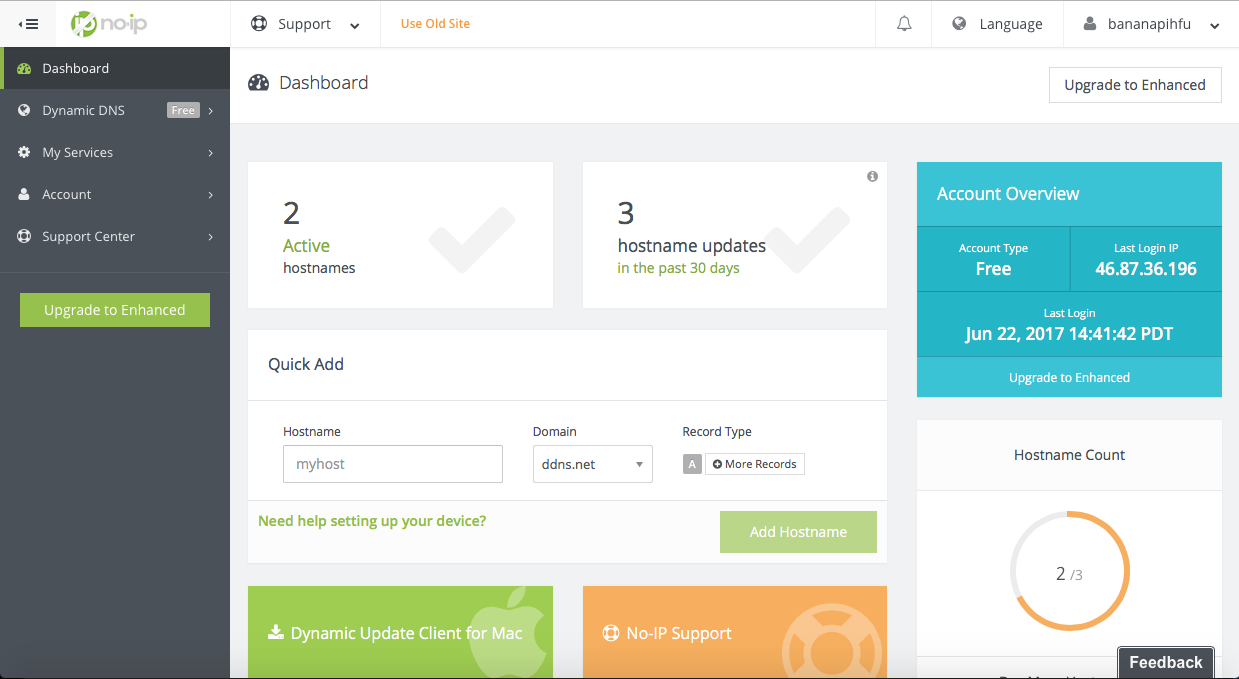 no-ip
Support
Use Old Site
Language
bananapihfu
Dashboard
Dynamic DNS
Free
My Services
Account
Support Center
Upgrade to Enhanced
Dashboard
Upgrade to Enhanced
2
Active
hostnames
3
hostname updates
in the past 30 days
Quick Add
Hostname
myhost
Domain
ddns.net
Record Type
A
More Records
Need help setting up your device?
Add Hostname
Dynamic Update Client for Mac
No-IP Support
Account Overview
Account Type
Free
Last Login IP
46.87.36.196
Last Login
Jun 22, 2017 14:41:42 PDT
Upgrade to Enhanced
Hostname Count
2 /3
Feedback